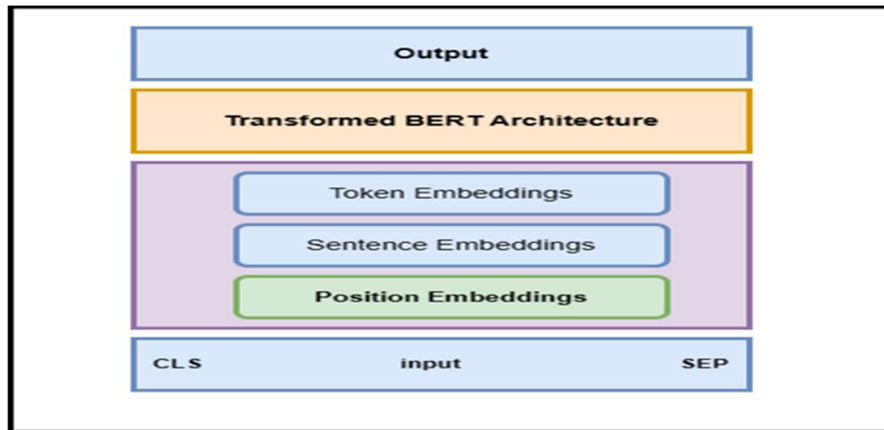 Output
Transformed BERT Architecture
Token Embeddings
Sentence Embeddings
Position Embeddings
CLS input SEP